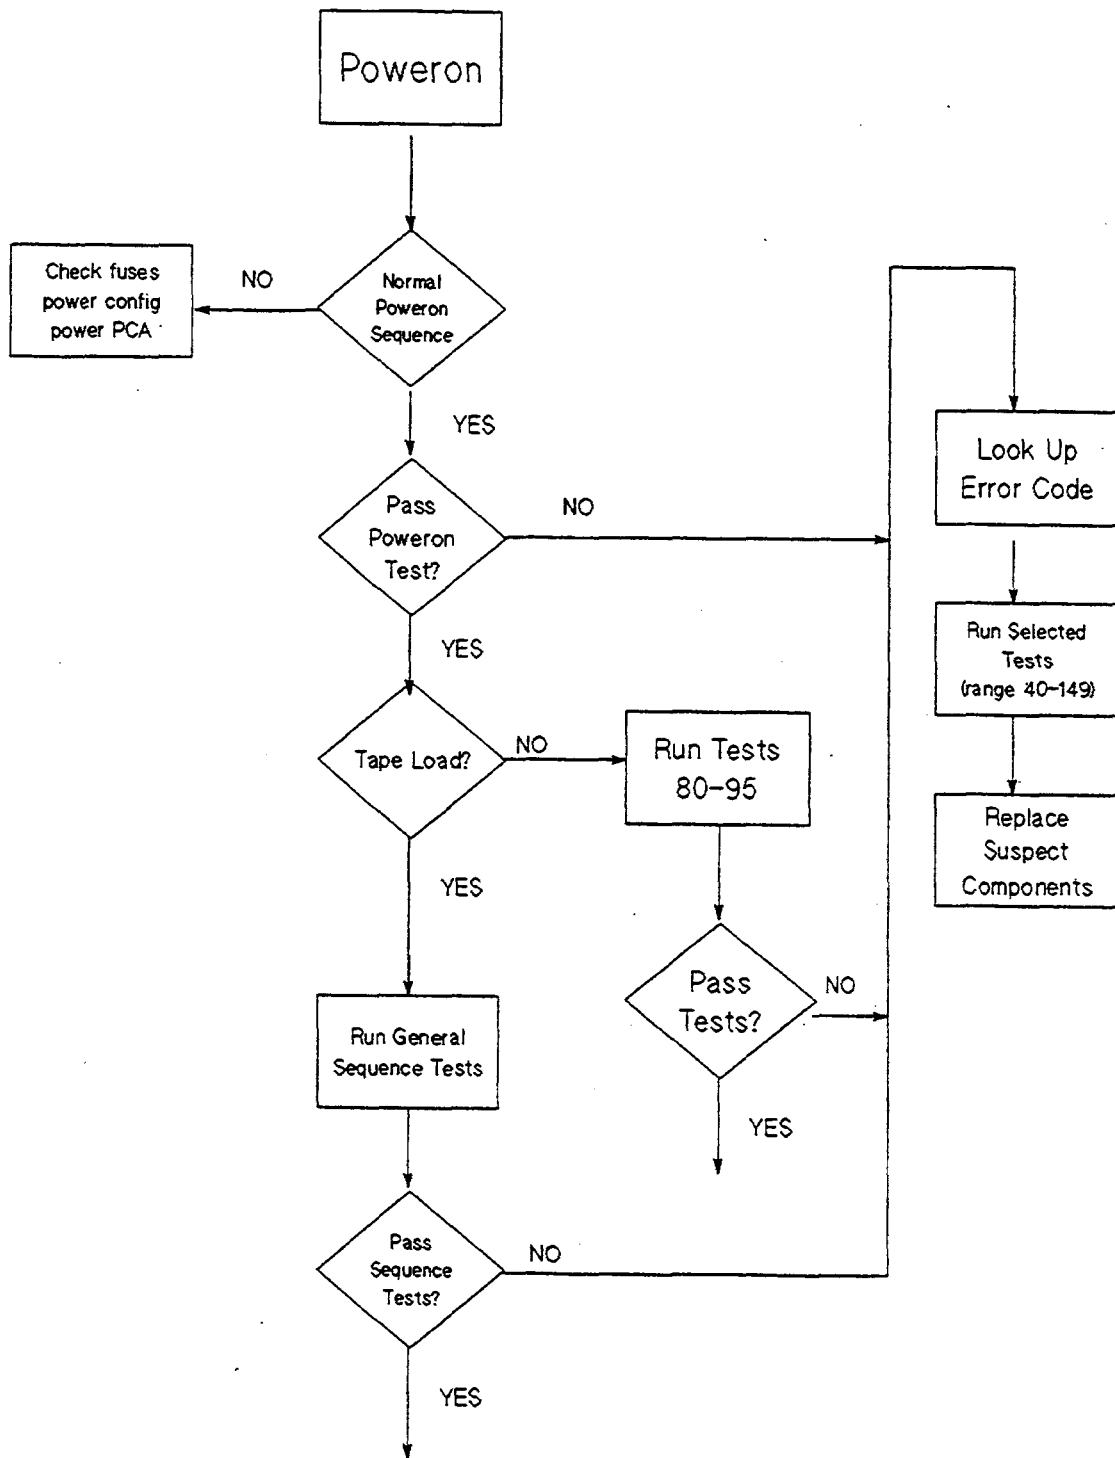 Poweron
Check fuses
power config
power PCA
NO
Normal
Poweron
Sequence
YES
Look Up
Error Code
Pass
Poweron
Test?
NO
YES
Run Selected
Tests
(range 40-149)
Tape Load?
NO
Run Tests
80-95
Replace
Suspect
Components
YES
Pass
Tests?
NO
Run General
Sequence Tests
YES
Pass
Sequence
Tests?
NO
YES